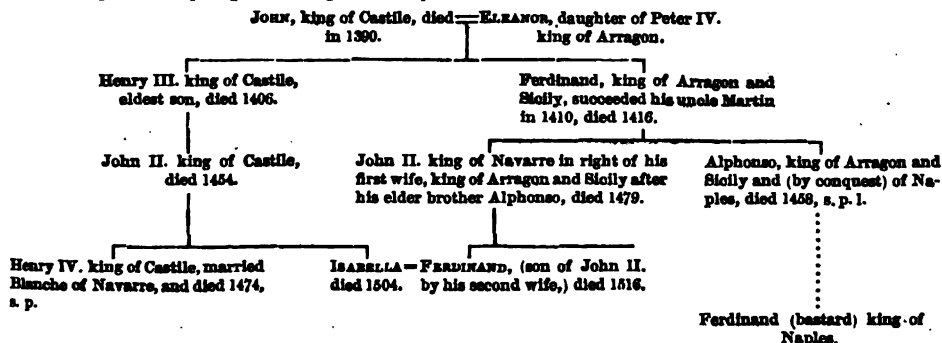 JOHN, king of Castile, died = ELEANOR, daughter of Peter IV.
in 1390. king of Arragon.
Henry III. king of Castile,
eldest son, died 1406.
Ferdinand, king of Arragon and
Sicily, succeeded his uncle Martin
in 1410, died 1416.
John II. king of Castile,
died 1454.
John II. king of Navarre in right of his
first wife, king of Arragon and Sicily after
his elder brother Alphonso, died 1479.
Alphonso, king of Arragon and
Sicily and (by conquest) of Na-
ples, died 1458, s. p. l.
Henry IV. king of Castile, married
Blanche of Navarre, and died 1474,
s. p.
ISABELLA = FERDINAND, (son of John II.
died 1504. by his second wife,) died 1516.
Ferdinand (bastard) king of
Naples.